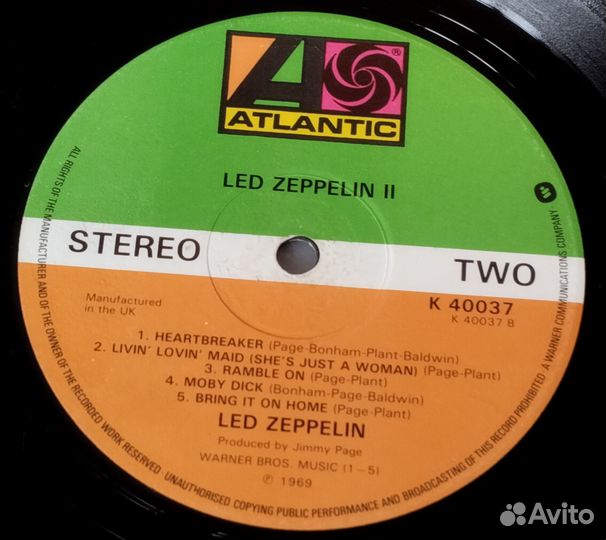 ATLANTIC
®
LED ZEPPELIN II
STEREO
TWO
Manufactured
in the UK
K 40037
K 40037 B
1. HEARTBREAKER (Page-Bonham-Plant-Baldwin)
2. LIVIN' LOVIN' MAID (SHE'S JUST A WOMAN) (Page-Plant)
3. RAMBLE ON (Page-Plant)
4. MOBY DICK (Bonham-Page-Baldwin)
5. BRING IT ON HOME (Page-Plant)
LED ZEPPELIN
Produced by Jimmy Page
WARNER BROS. MUSIC (1-5)
℗ 1969
ALL RIGHTS OF THE MANUFACTURER AND OF THE OWNER OF THE RECORDED WORK RESERVED. UNAUTHORISED COPYING PUBLIC PERFORMANCE AND BROADCASTING OF THIS RECORD PROHIBITED. A WARNER COMMUNICATIONS COMPANY
Avito